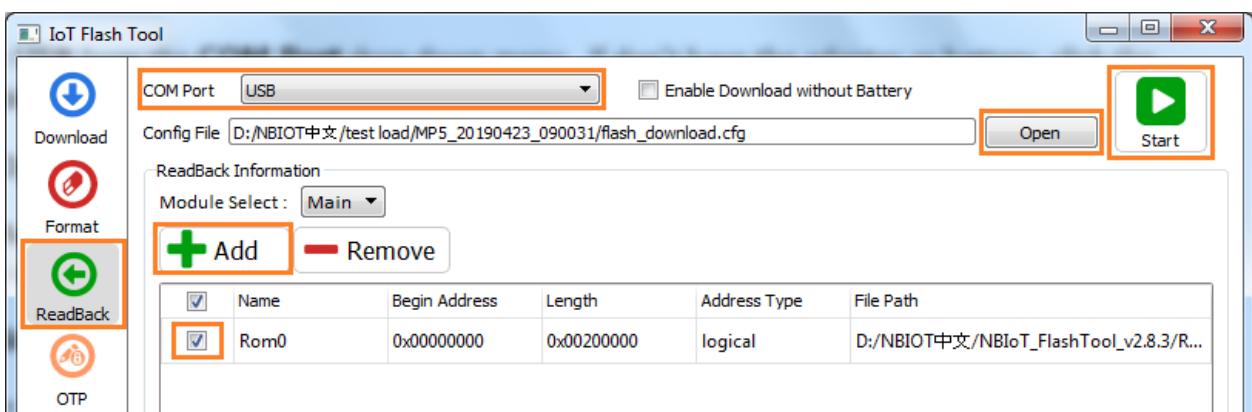 IoT Flash Tool
COM Port USB Enable Download without Battery
Download
Config File D:/NBIOT中文/test load/MP5_20190423_090031/flash_download.cfg Open Start
ReadBack Information
Module Select : Main
Format
Add Remove
ReadBack
Name Begin Address Length Address Type File Path
Rom0 0x00000000 0x00200000 logical D:/NBIOT中文/NBIoT_FlashTool_v2.8.3/R...
OTP